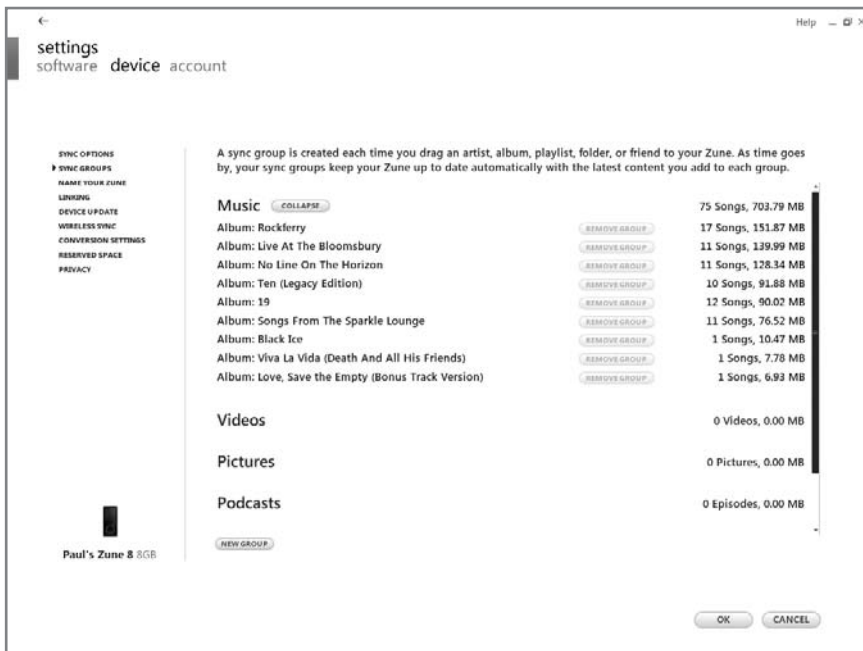 Help
settings
software device account
SYNC OPTIONS
SYNC GROUPS
NAME YOUR ZUNE
LINKING
DEVICE UPDATE
WIRELESS SYNC
CONVERSION SETTINGS
RESERVED SPACE
PRIVACY
A sync group is created each time you drag an artist, album, playlist, folder, or friend to your Zune. As time goes
by, your sync groups keep your Zune up to date automatically with the latest content you add to each group.
Music COLLAPSE 75 Songs, 703.79 MB
Album: Rockferry REMOVE GROUP 17 Songs, 151.87 MB
Album: Live At The Bloomsbury REMOVE GROUP 11 Songs, 139.99 MB
Album: No Line On The Horizon REMOVE GROUP 11 Songs, 128.34 MB
Album: Ten (Legacy Edition) REMOVE GROUP 10 Songs, 91.88 MB
Album: 19 REMOVE GROUP 12 Songs, 90.02 MB
Album: Songs From The Sparkle Lounge REMOVE GROUP 11 Songs, 76.52 MB
Album: Black Ice REMOVE GROUP 1 Songs, 10.47 MB
Album: Viva La Vida (Death And All His Friends) REMOVE GROUP 1 Songs, 7.78 MB
Album: Love, Save the Empty (Bonus Track Version) REMOVE GROUP 1 Songs, 6.93 MB
Videos 0 Videos, 0.00 MB
Pictures 0 Pictures, 0.00 MB
Podcasts 0 Episodes, 0.00 MB
NEW GROUP
Paul's Zune 8 8GB
OK CANCEL